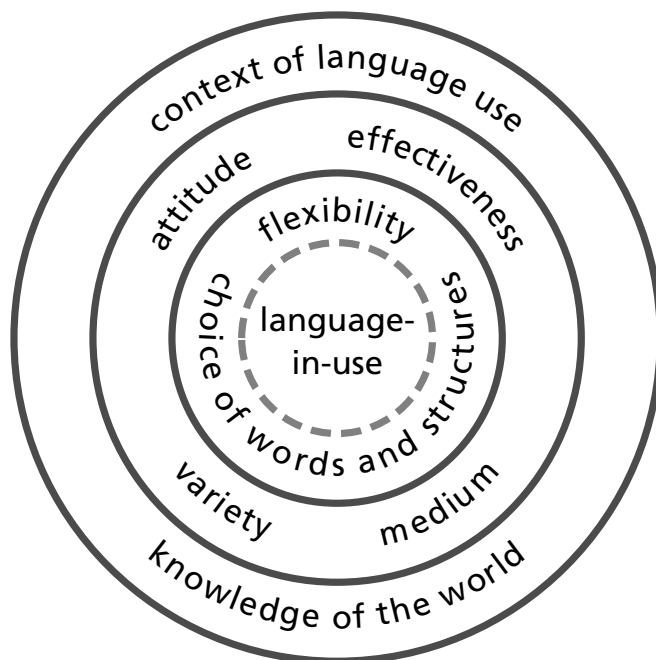 context of language use
attitude
effectiveness
flexibility
choice of words and structures
language-
in-use
variety
medium
knowledge of the world